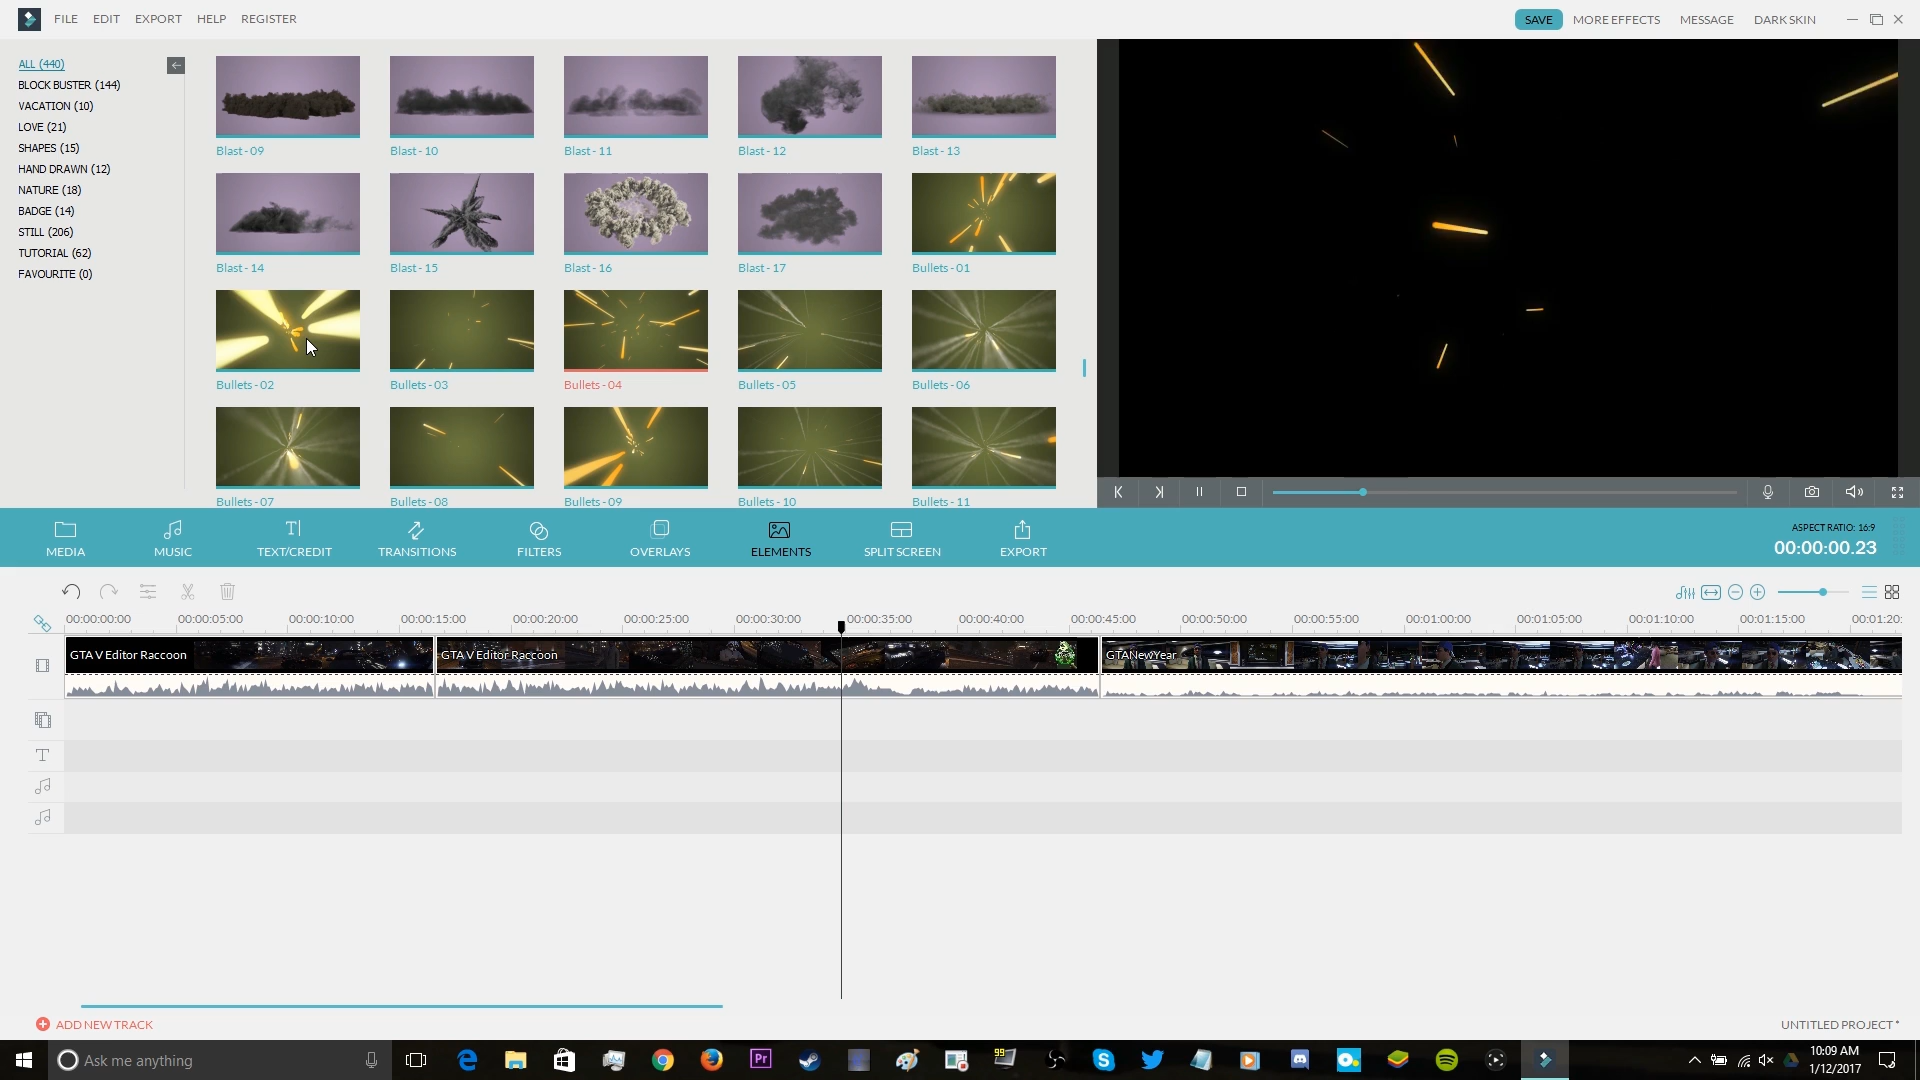 FILE EDIT EXPORT HELP REGISTER
SAVE MORE EFFECTS MESSAGE DARK SKIN
ALL (440)
BLOCK BUSTER (144)
VACATION (10)
LOVE (21)
SHAPES (15)
HAND DRAWN (12)
NATURE (18)
BADGE (14)
STILL (206)
TUTORIAL (62)
FAVOURITE (0)
Blast - 09 Blast - 10 Blast - 11 Blast - 12 Blast - 13
Blast - 14 Blast - 15 Blast - 16 Blast - 17 Bullets - 01
Bullets - 02 Bullets - 03 Bullets - 04 Bullets - 05 Bullets - 06
Bullets - 07 Bullets - 08 Bullets - 09 Bullets - 10 Bullets - 11
MEDIA MUSIC TEXT/CREDIT TRANSITIONS FILTERS OVERLAYS ELEMENTS SPLIT SCREEN EXPORT
ASPECT RATIO: 16:9
00:00:00.23
00:00:00:00 00:00:05:00 00:00:10:00 00:00:15:00 00:00:20:00 00:00:25:00 00:00:30:00 00:00:35:00 00:00:40:00 00:00:45:00 00:00:50:00 00:00:55:00 00:01:00:00 00:01:05:00 00:01:10:00 00:01:15:00 00:01:20:
GTA V Editor Raccoon GTA V Editor Raccoon GTANewYear
ADD NEW TRACK
UNTITLED PROJECT *
Ask me anything
Pr
99
10:09 AM
1/12/2017